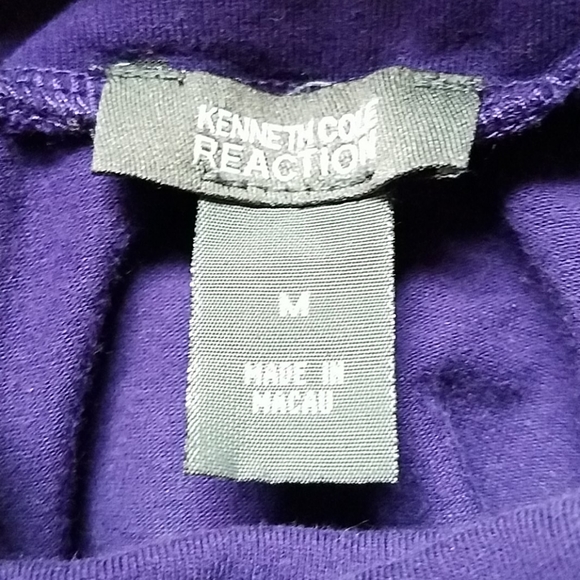 KENNETH COLE
REACTION
M
MADE IN
MACAU